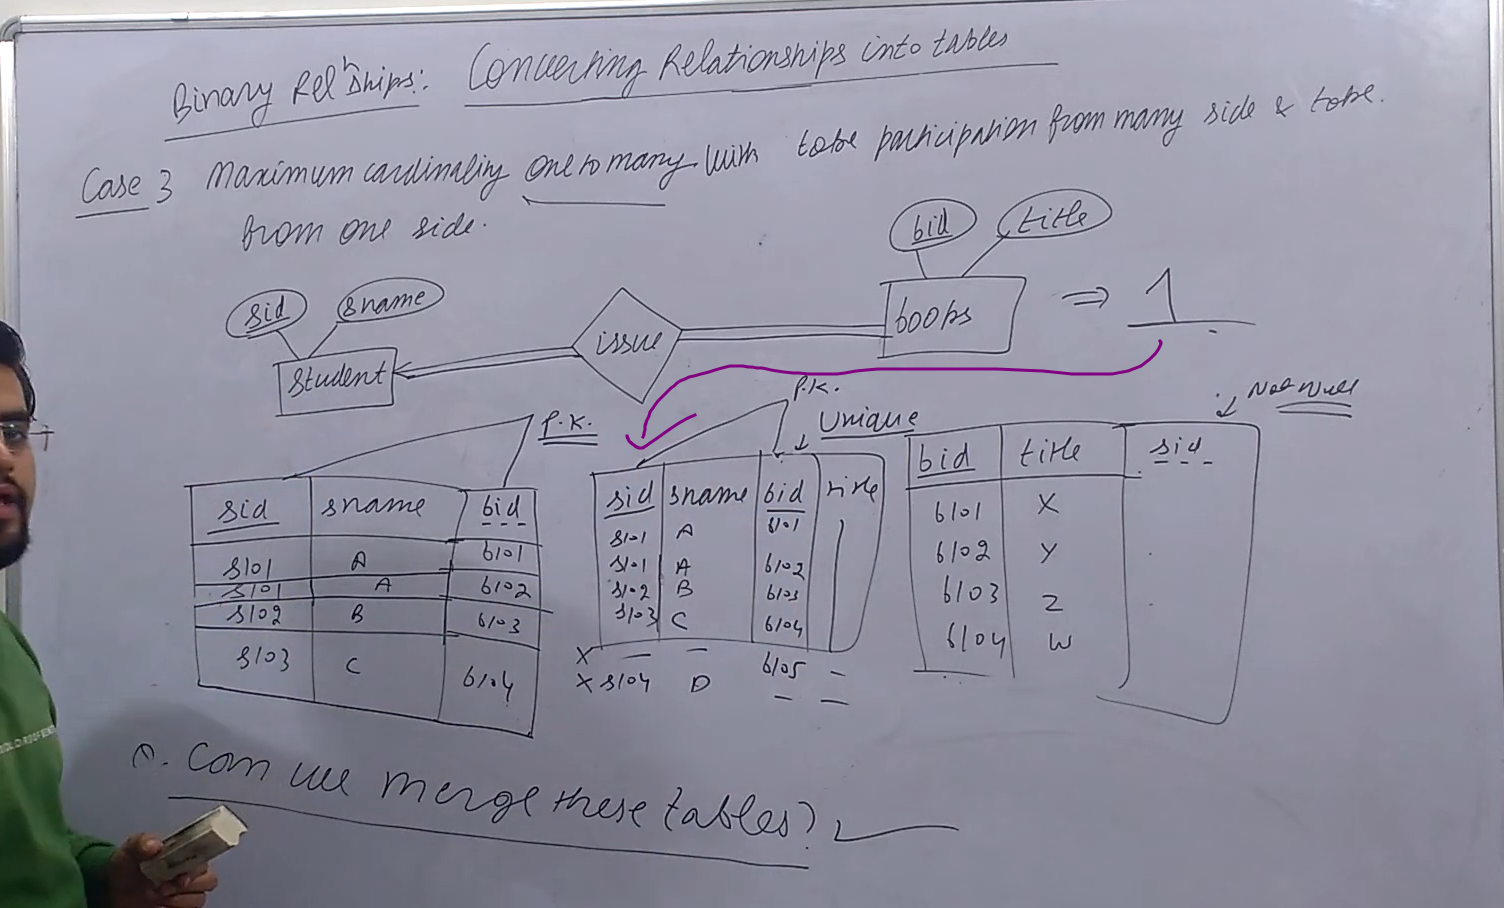 Binary Relnships: Converting Relationships into tables
Case 3 Maximum cardinality one to many with total participation from many side & total
from one side.
bid title
sid sname
student issue books ⇒ 1
P.K. P.K. Unique Not Null
sid sname bid
s101 A b101
s101 A b102
s102 B b103
s103 C b104
sid sname bid title
s101 A b101
s101 A b102
s102 B b103
s103 C b104
X — — b105 —
X s104 D — —
bid title sid
b101 X
b102 Y
b103 Z
b104 W
Q. Can we merge these tables?